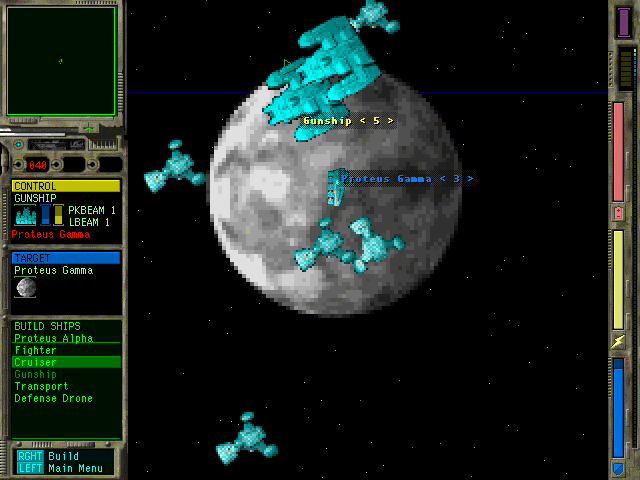 040
CONTROL
GUNSHIP
PKBEAM 1
LBEAM 1
Proteus Gamma
TARGET
Proteus Gamma
BUILD SHIPS
Proteus Alpha
Fighter
Cruiser
Gunship
Transport
Defense Drone
RGHT Build
LEFT Main Menu
Gunship < 5 >
Proteus Gamma < 3 >